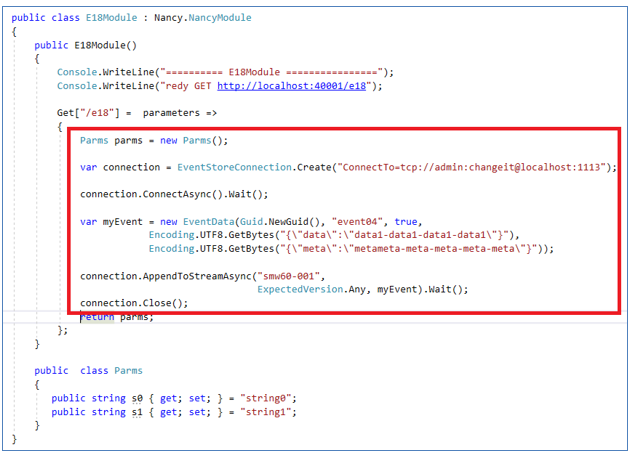 public class E18Module : Nancy.NancyModule
{
    public E18Module()
    {
        Console.WriteLine("========== E18Module ================");
        Console.WriteLine("redy GET http://localhost:40001/e18");

        Get["/e18"] =  parameters =>
        {
            Parms parms = new Parms();

            var connection = EventStoreConnection.Create("ConnectTo=tcp://admin:changeit@localhost:1113");

            connection.ConnectAsync().Wait();

            var myEvent = new EventData(Guid.NewGuid(), "event04", true,
                        Encoding.UTF8.GetBytes("{\"data\":\"data1-data1-data1-data1\"}"),
                        Encoding.UTF8.GetBytes("{\"meta\":\"metameta-meta-meta-meta-meta\"}"));

            connection.AppendToStreamAsync("smw60-001",
                                        ExpectedVersion.Any, myEvent).Wait();
            connection.Close();
            return parms;
        };
    }

    public  class Parms
    {
       public string s0 { get; set; } = "string0";
       public string s1 { get; set; } = "string1";
    }
}